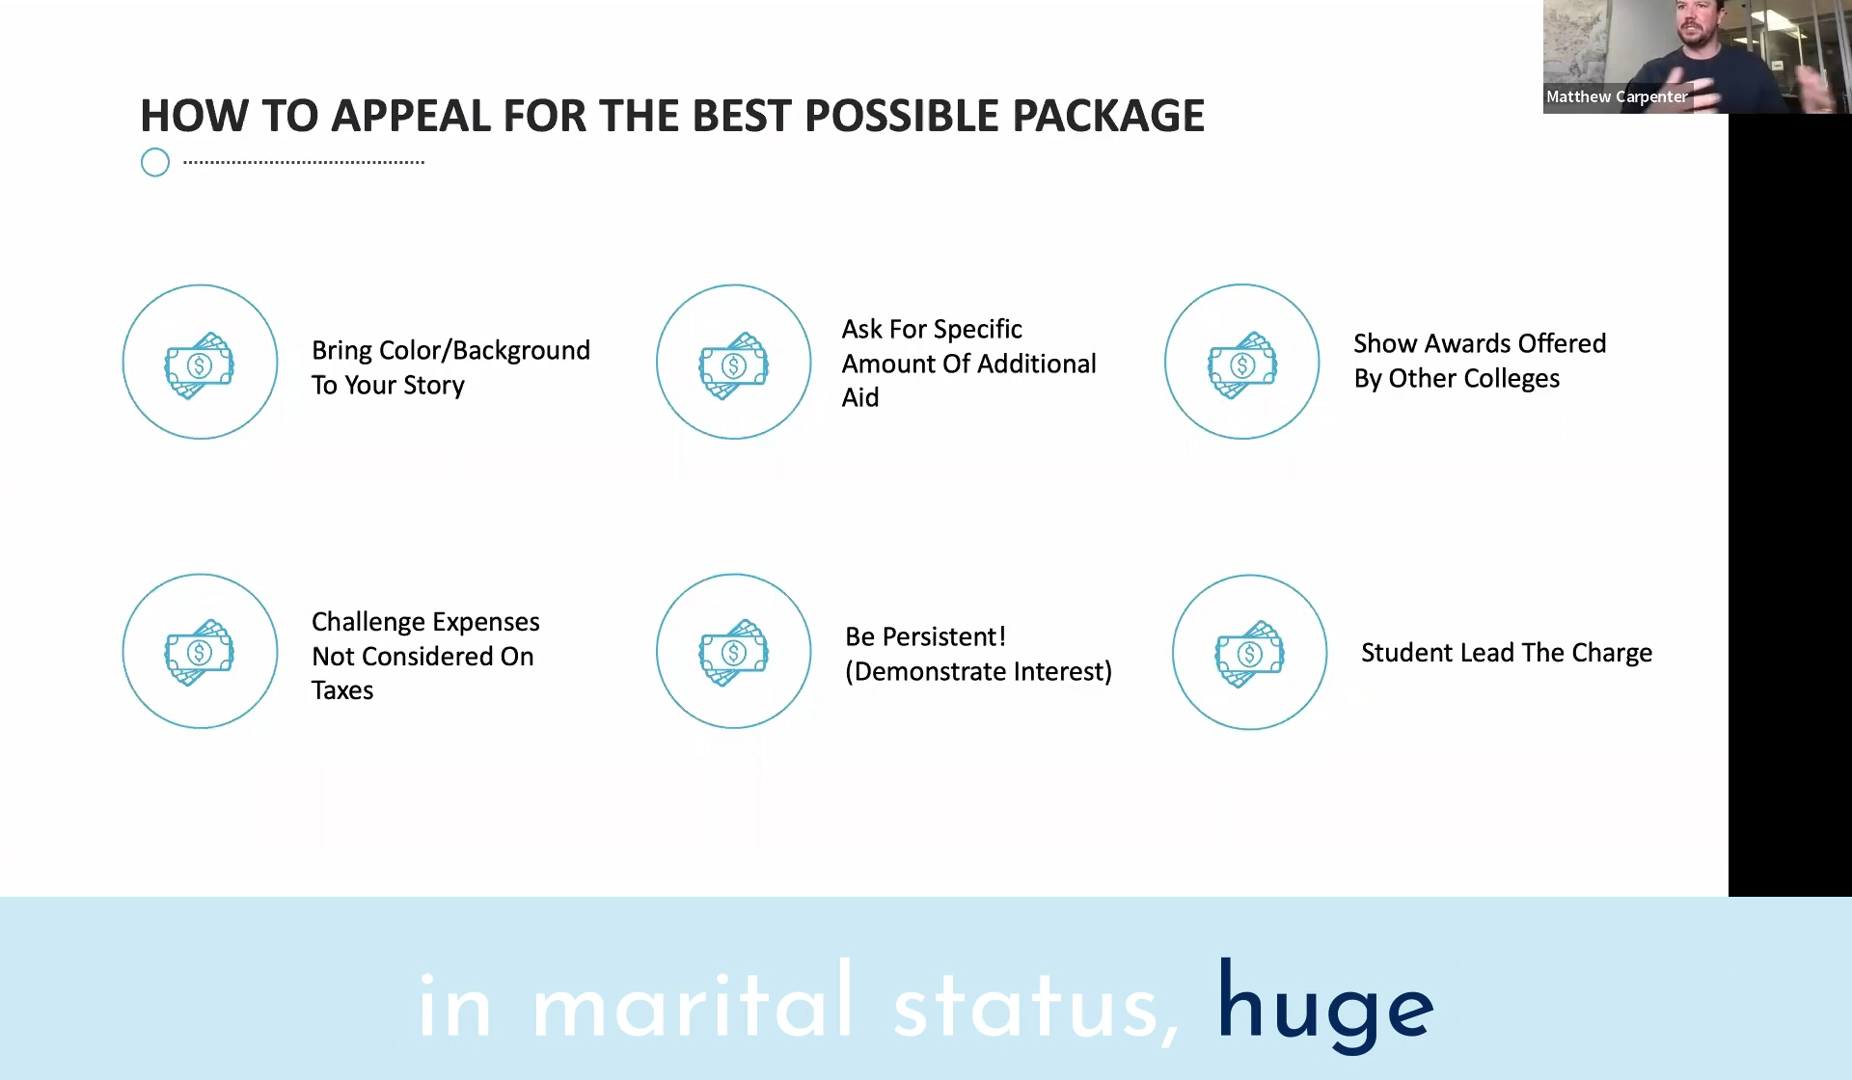 Matthew Carpenter
HOW TO APPEAL FOR THE BEST POSSIBLE PACKAGE
Bring Color/Background
To Your Story
Ask For Specific
Amount Of Additional
Aid
Show Awards Offered
By Other Colleges
Challenge Expenses
Not Considered On
Taxes
Be Persistent!
(Demonstrate Interest)
Student Lead The Charge
in marital status, huge